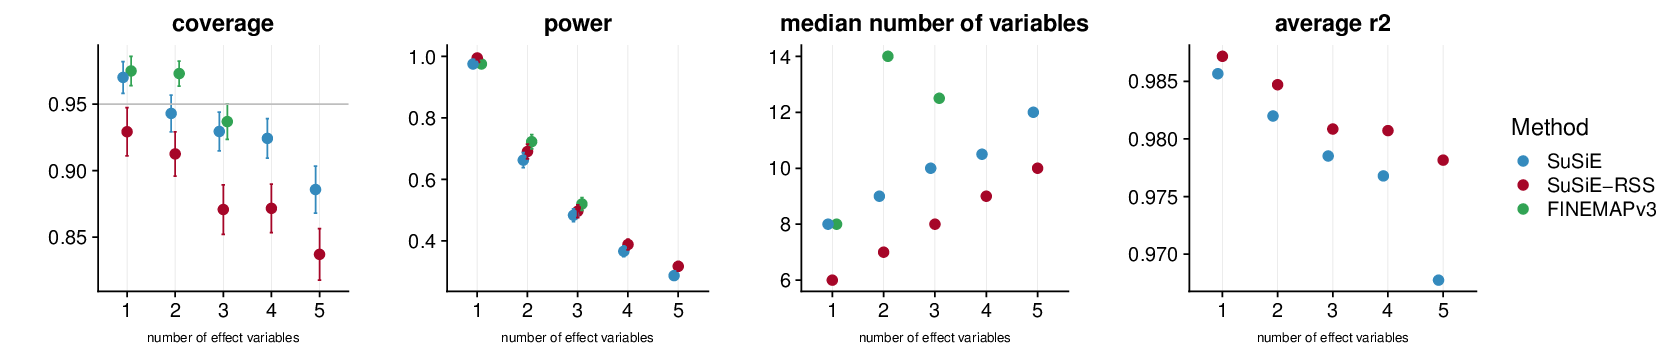 coverage
0.95
0.90
0.85
1 2 3 4 5
number of effect variables
power
1.0
0.8
0.6
0.4
1 2 3 4 5
number of effect variables
median number of variables
14
12
10
8
6
1 2 3 4 5
number of effect variables
average r2
0.985
0.980
0.975
0.970
1 2 3 4 5
number of effect variables
Method
SuSiE
SuSiE−RSS
FINEMAPv3